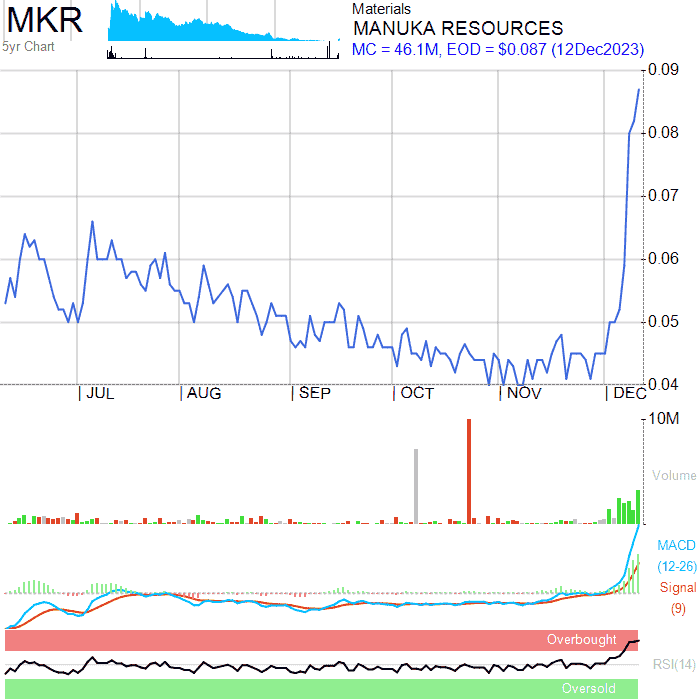 MKR
5yr Chart
Materials
MANUKA RESOURCES
MC = 46.1M, EOD = $0.087 (12Dec2023)
0.09
0.08
0.07
0.06
0.05
0.04
JUL AUG SEP OCT NOV DEC
10M
Volume
MACD
(12-26)
Signal
(9)
Overbought
RSI(14)
Oversold